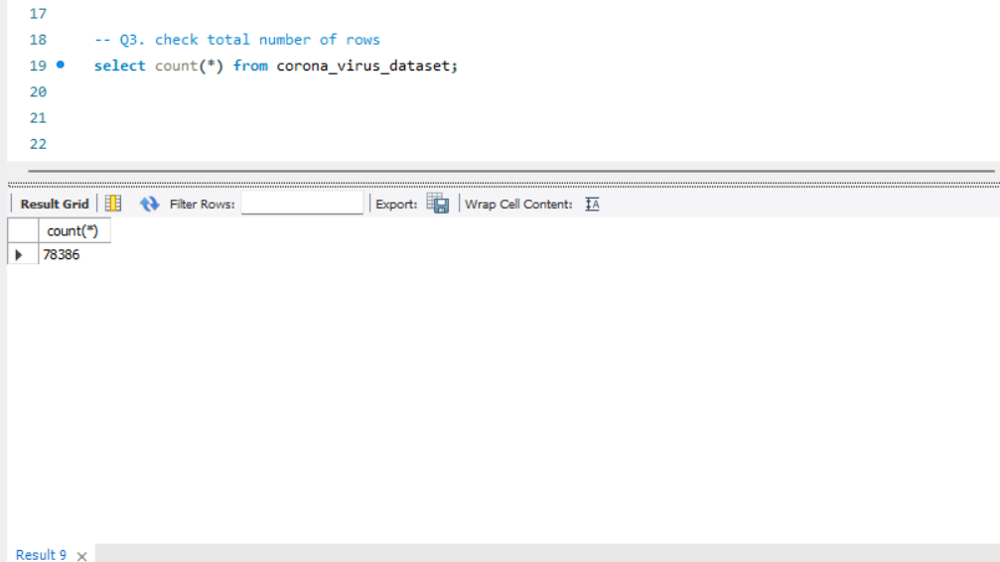 17
18 -- Q3. check total number of rows
19 select count(*) from corona_virus_dataset;
20
21
22
Result Grid Filter Rows: Export: Wrap Cell Content: IA
count(*)
78386
Result 9 ×